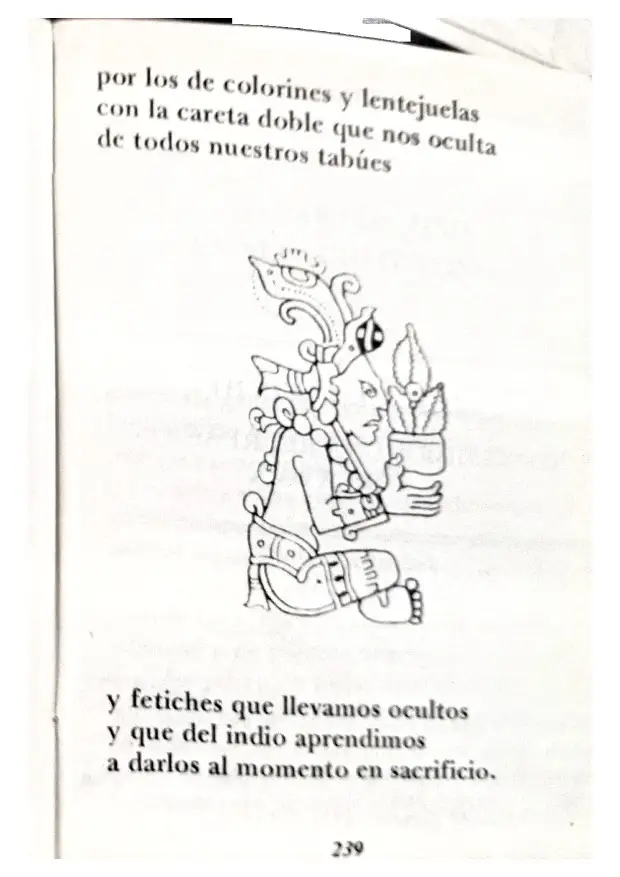 por los de colorines y lentejuelas
con la careta doble que nos oculta
de todos nuestros tabúes
y fetiches que llevamos ocultos
y que del indio aprendimos
a darlos al momento en sacrificio.
239